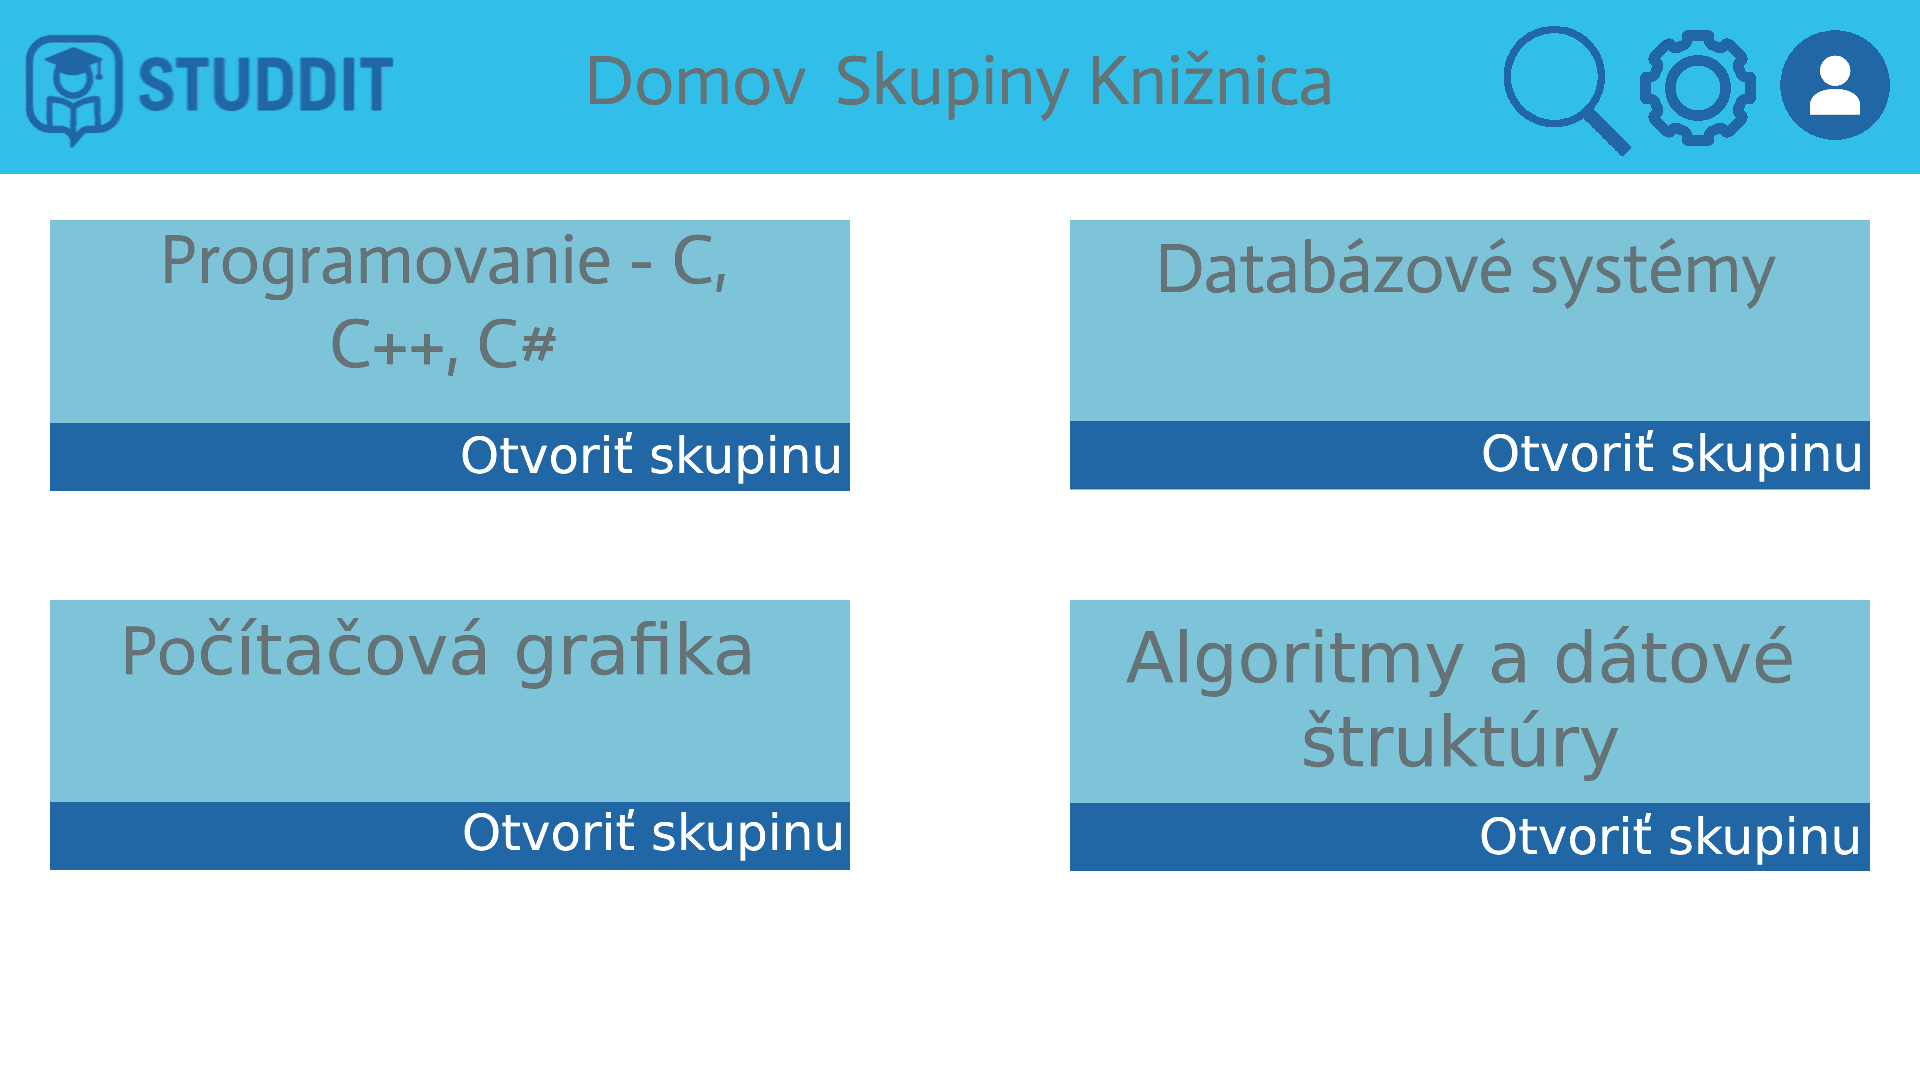 STUDDIT
Domov Skupiny Knižnica
Programovanie - C,
C++, C#
Otvoriť skupinu
Databázové systémy
Otvoriť skupinu
Počítačová grafika
Otvoriť skupinu
Algoritmy a dátové
štruktúry
Otvoriť skupinu